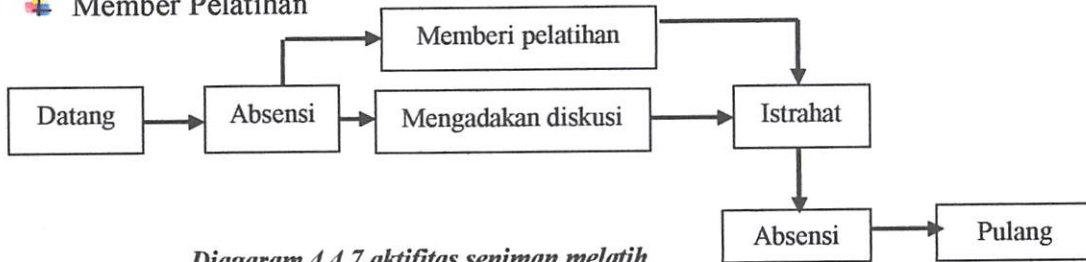 Member Pelatihan
Memberi pelatihan
Datang
Absensi
Mengadakan diskusi
Istrahat
Absensi
Pulang
Diagaram 4.4.7 aktifitas seniman melatih